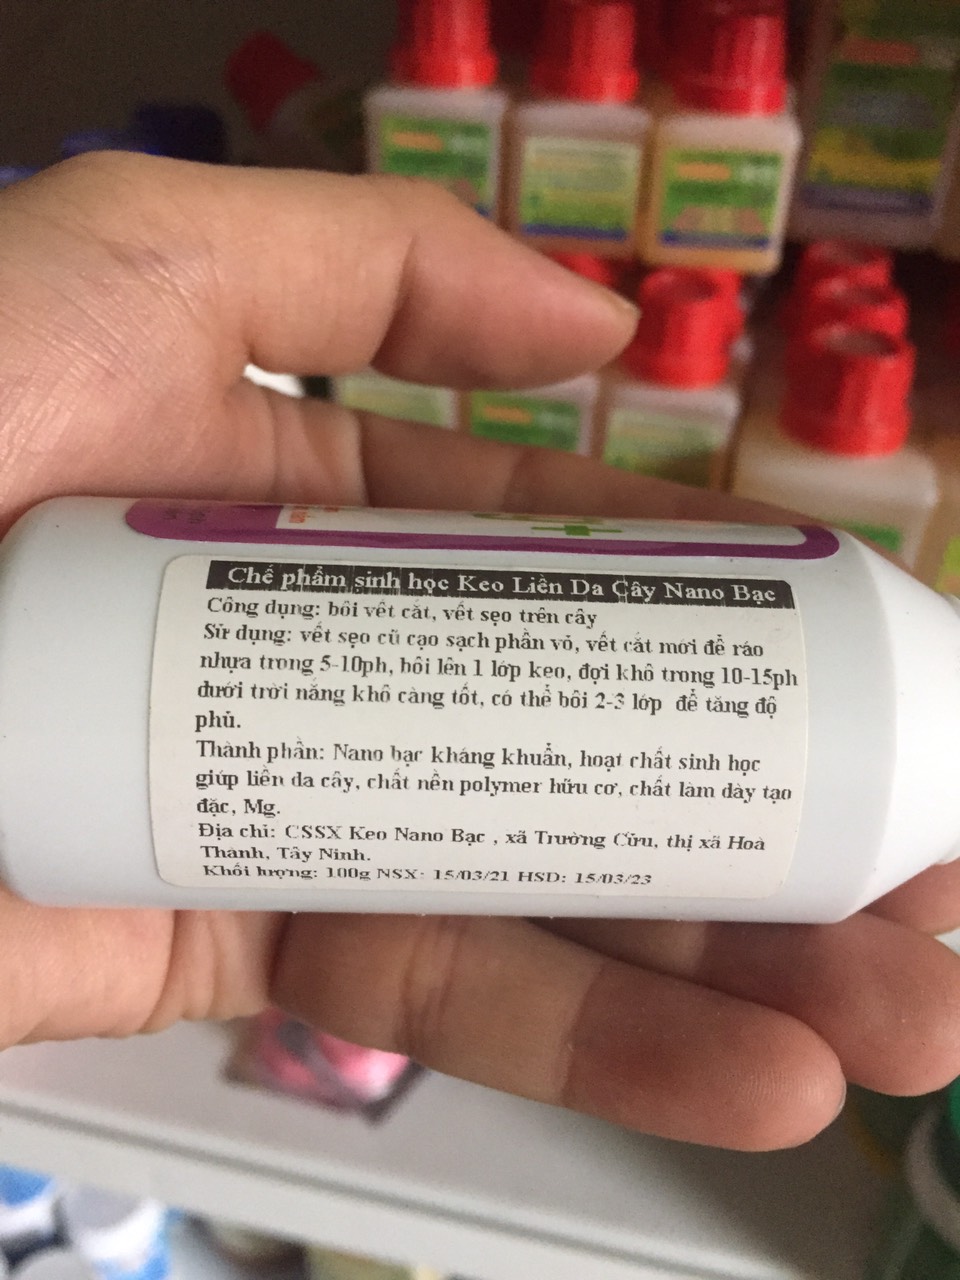 Chế phẩm sinh học Keo Liền Da Cây Nano Bạc
Công dụng: bôi vết cắt, vết sẹo trên cây
Sử dụng: vết sẹo cũ cạo sạch phần vỏ, vết cắt mới để ráo
nhựa trong 5-10ph, bôi lên 1 lớp keo, đợi khô trong 10-15ph
dưới trời nắng khô càng tốt, có thể bôi 2-3 lớp để tăng độ
phủ.
Thành phần: Nano bạc kháng khuẩn, hoạt chất sinh học
giúp liền da cây, chất nền polymer hữu cơ, chất làm dày tạo
đặc, Mg.
Địa chỉ: CSSX Keo Nano Bạc , xã Trường Cửu, thị xã Hoà
Thành, Tây Ninh.
Khối lượng: 100g NSX: 15/03/21 HSD: 15/03/23